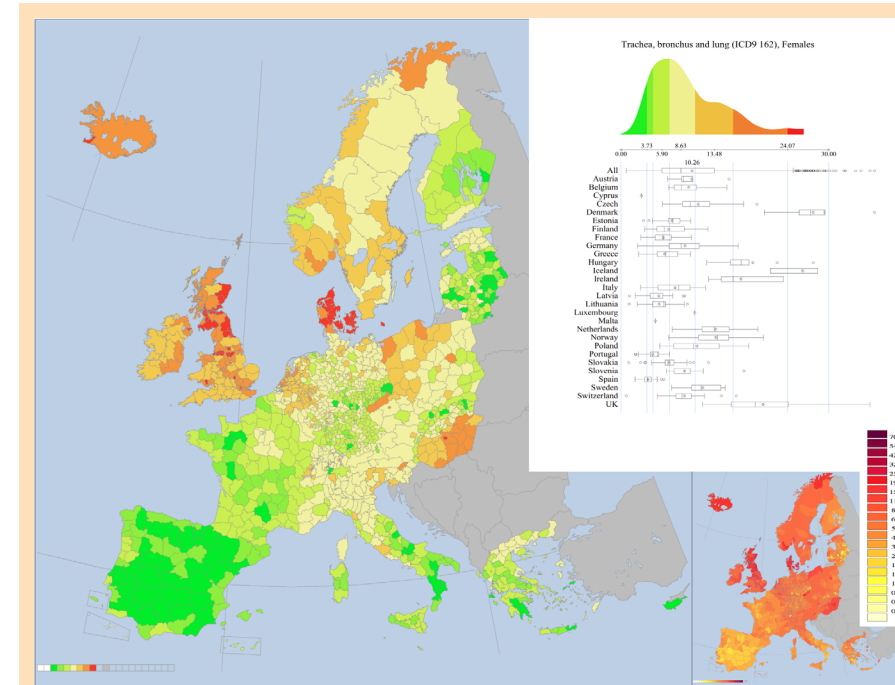 Trachea, bronchus and lung (ICD9 162), Females
3.73 8.63 24.07
0.00 5.90 13.48 30.00
10.26
All
Austria
Belgium
Cyprus
Czech
Denmark
Estonia
Finland
France
Germany
Greece
Hungary
Iceland
Ireland
Italy
Latvia
Lithuania
Luxembourg
Malta
Netherlands
Norway
Poland
Portugal
Slovakia
Slovenia
Spain
Sweden
Switzerland
UK